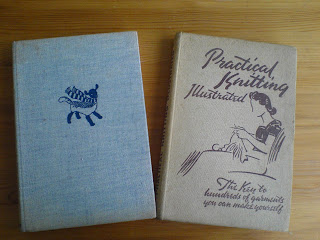 Practical
Knitting
Illustrated
The Key to
hundreds of garments
you can make yourself